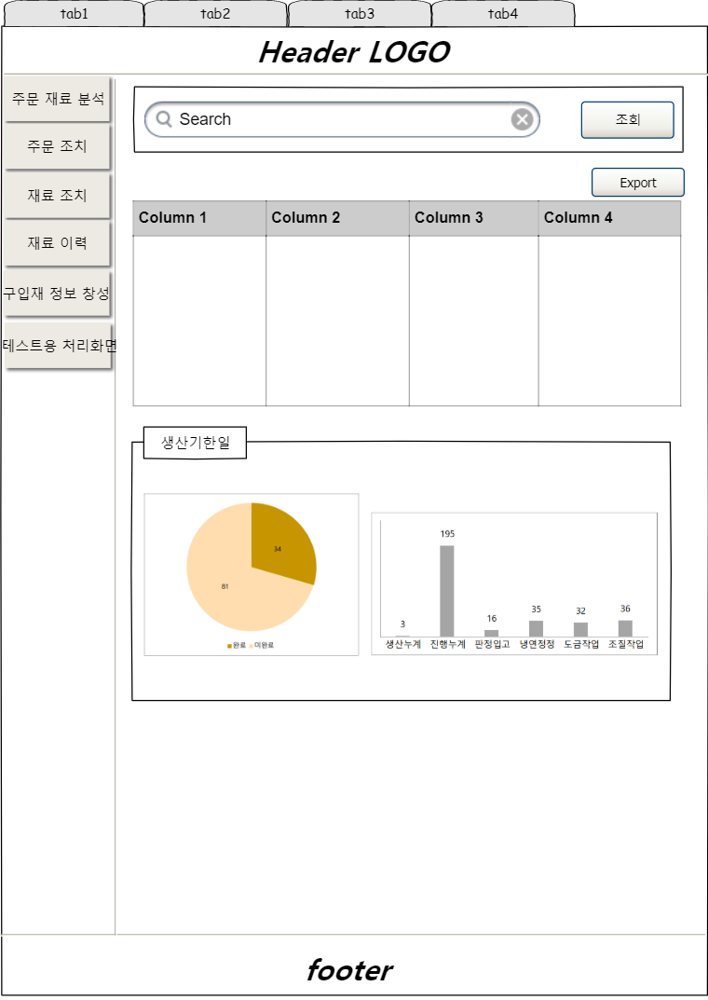 tab1
tab2
tab3
tab4
Header LOGO
주문 재료 분석
주문 조치
재료 조치
재료 이력
구입재 정보 창성
테스트용 처리화면
Search
조회
Export
Column 1
Column 2
Column 3
Column 4
생산기한일
34
81
완료 미완료
3
195
16
35
32
36
생산누계
진행누계
판정입고
냉연정정
도금작업
조질작업
footer